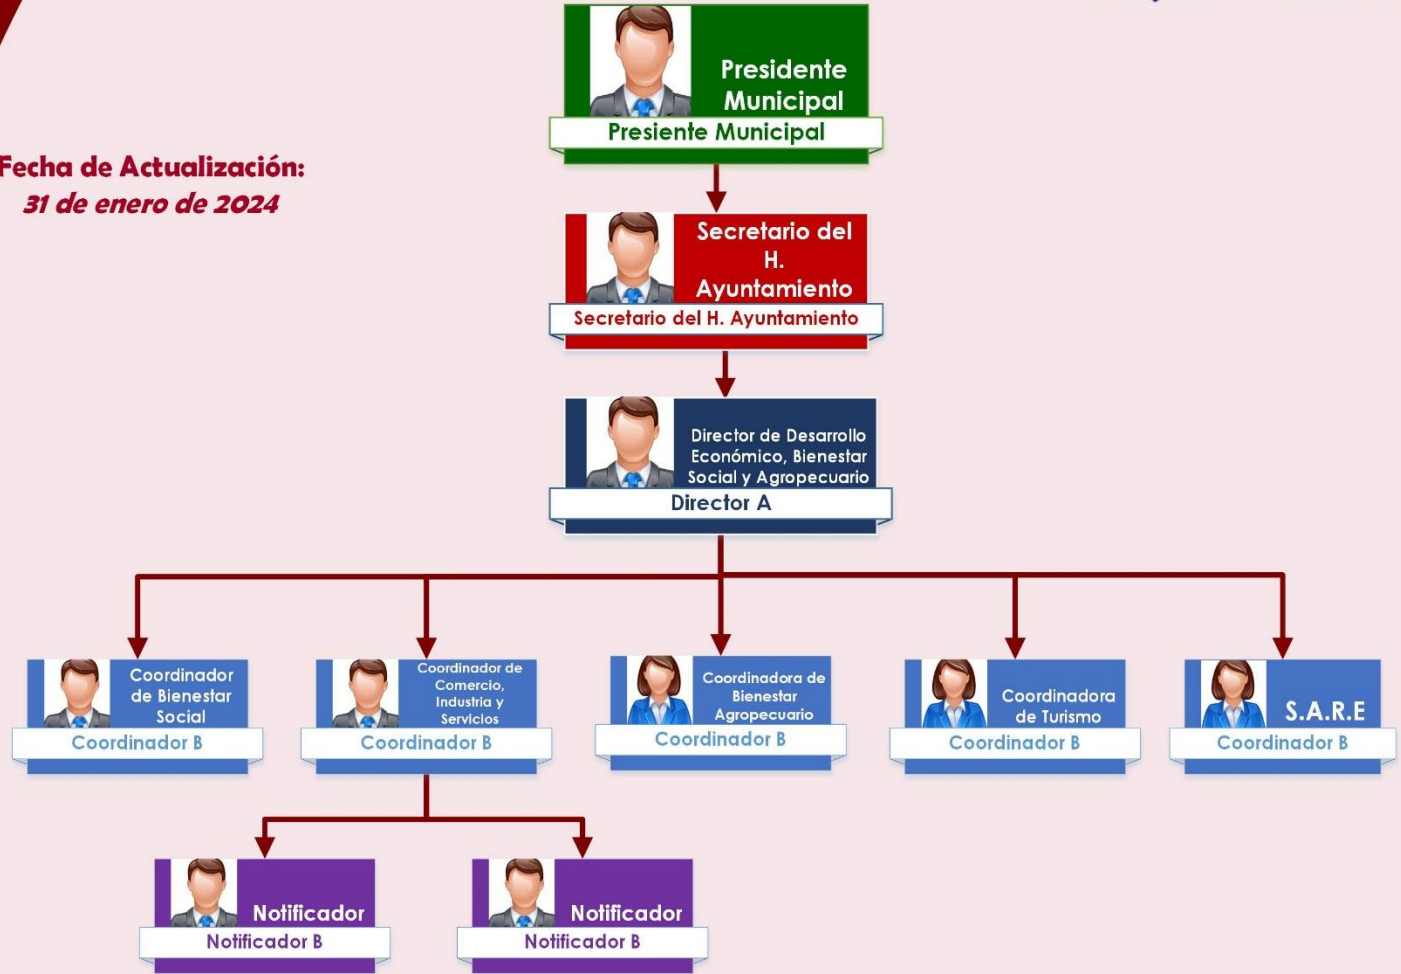 Presidente
Municipal
Presiente Municipal
Fecha de Actualización:
31 de enero de 2024
Secretario del
H.
Ayuntamiento
Secretario del H. Ayuntamiento
Director de Desarrollo
Económico, Bienestar
Social y Agropecuario
Director A
Coordinador
de Bienestar
Social
Coordinador B
Coordinador de
Comercio,
Industria y
Servicios
Coordinador B
Coordinadora de
Bienestar
Agropecuario
Coordinador B
Coordinadora
de Turismo
Coordinador B
S.A.R.E
Coordinador B
Notificador
Notificador B
Notificador
Notificador B